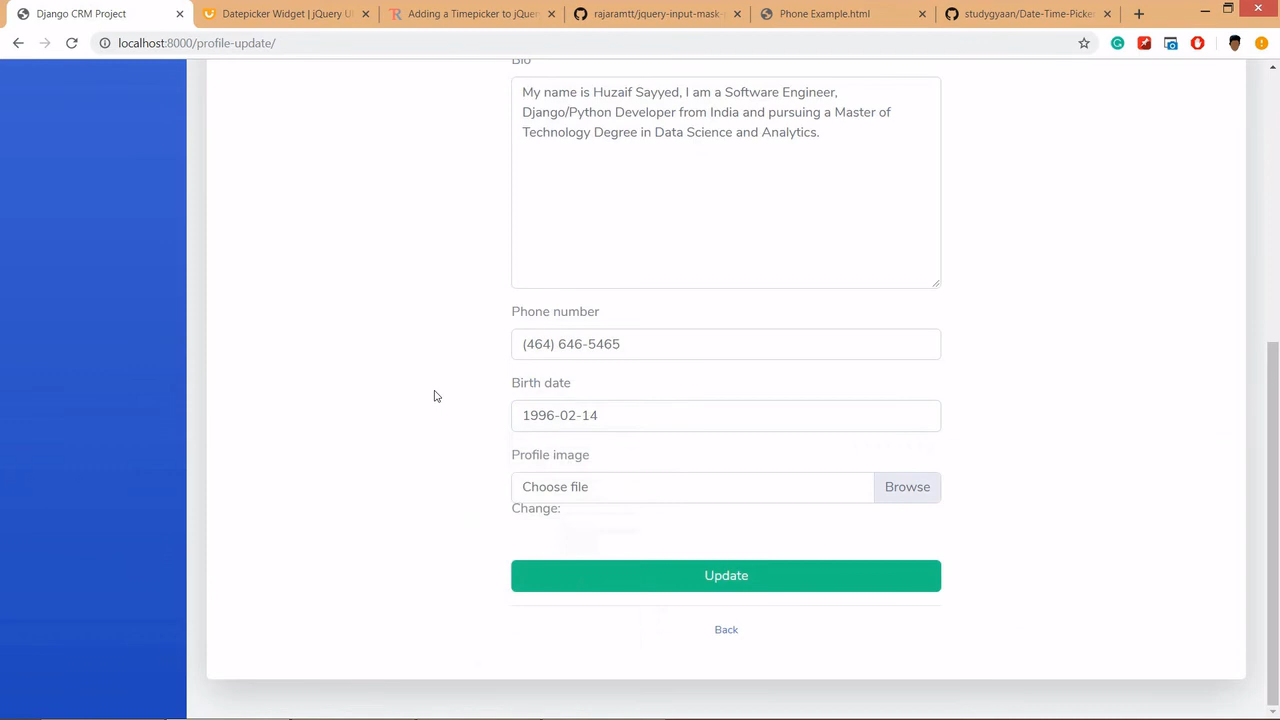 Django CRM Project
Datepicker Widget | jQuery UI
Adding a Timepicker to jQuery
rajaramtt/jquery-input-mask-
Phone Example.html
studygyaan/Date-Time-Picker
localhost:8000/profile-update/
Bio
My name is Huzaif Sayyed, I am a Software Engineer,
Django/Python Developer from India and pursuing a Master of
Technology Degree in Data Science and Analytics.
Phone number
(464) 646-5465
Birth date
1996-02-14
Profile image
Choose file
Browse
Change:
Update
Back